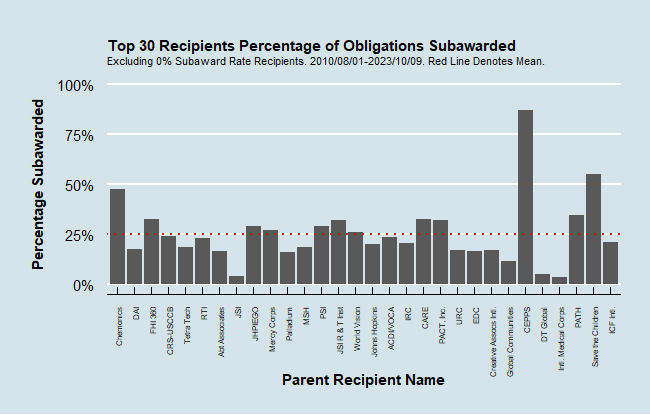 Top 30 Recipients Percentage of Obligations Subawarded
Excluding 0% Subaward Rate Recipients. 2010/08/01-2023/10/09. Red Line Denotes Mean.
Percentage Subawarded
100%
75%
50%
25%
0%
Chemonics
DAI
FHI 360
CRS-USCCB
Tetra Tech
RTI
Abt Associates
JSI
JHPIEGO
Mercy Corps
Palladium
MSH
PSI
JSI R & T Inst
World Vision
Johns Hopkins
ACDI/VOCA
IRC
CARE
PACT, Inc.
URC
EDC
Creative Assocs Intl.
Global Communities
CEPPS
DT Global
Intl. Medical Corps
PATH
Save the Children
ICF Intl.
Parent Recipient Name